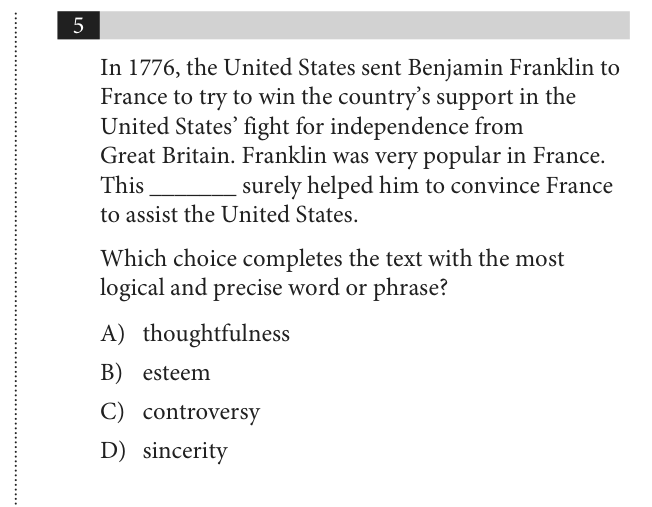 5
In 1776, the United States sent Benjamin Franklin to
France to try to win the country’s support in the
United States’ fight for independence from
Great Britain. Franklin was very popular in France.
This _______ surely helped him to convince France
to assist the United States.
Which choice completes the text with the most
logical and precise word or phrase?
A) thoughtfulness
B) esteem
C) controversy
D) sincerity